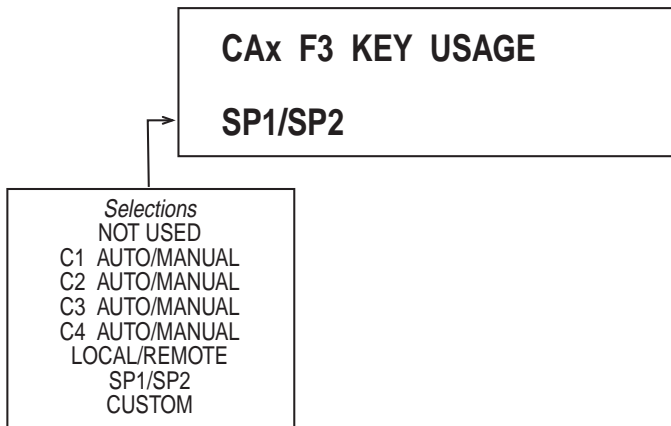 CAx F3 KEY USAGE
SP1/SP2
Selections
NOT USED
C1 AUTO/MANUAL
C2 AUTO/MANUAL
C3 AUTO/MANUAL
C4 AUTO/MANUAL
LOCAL/REMOTE
SP1/SP2
CUSTOM